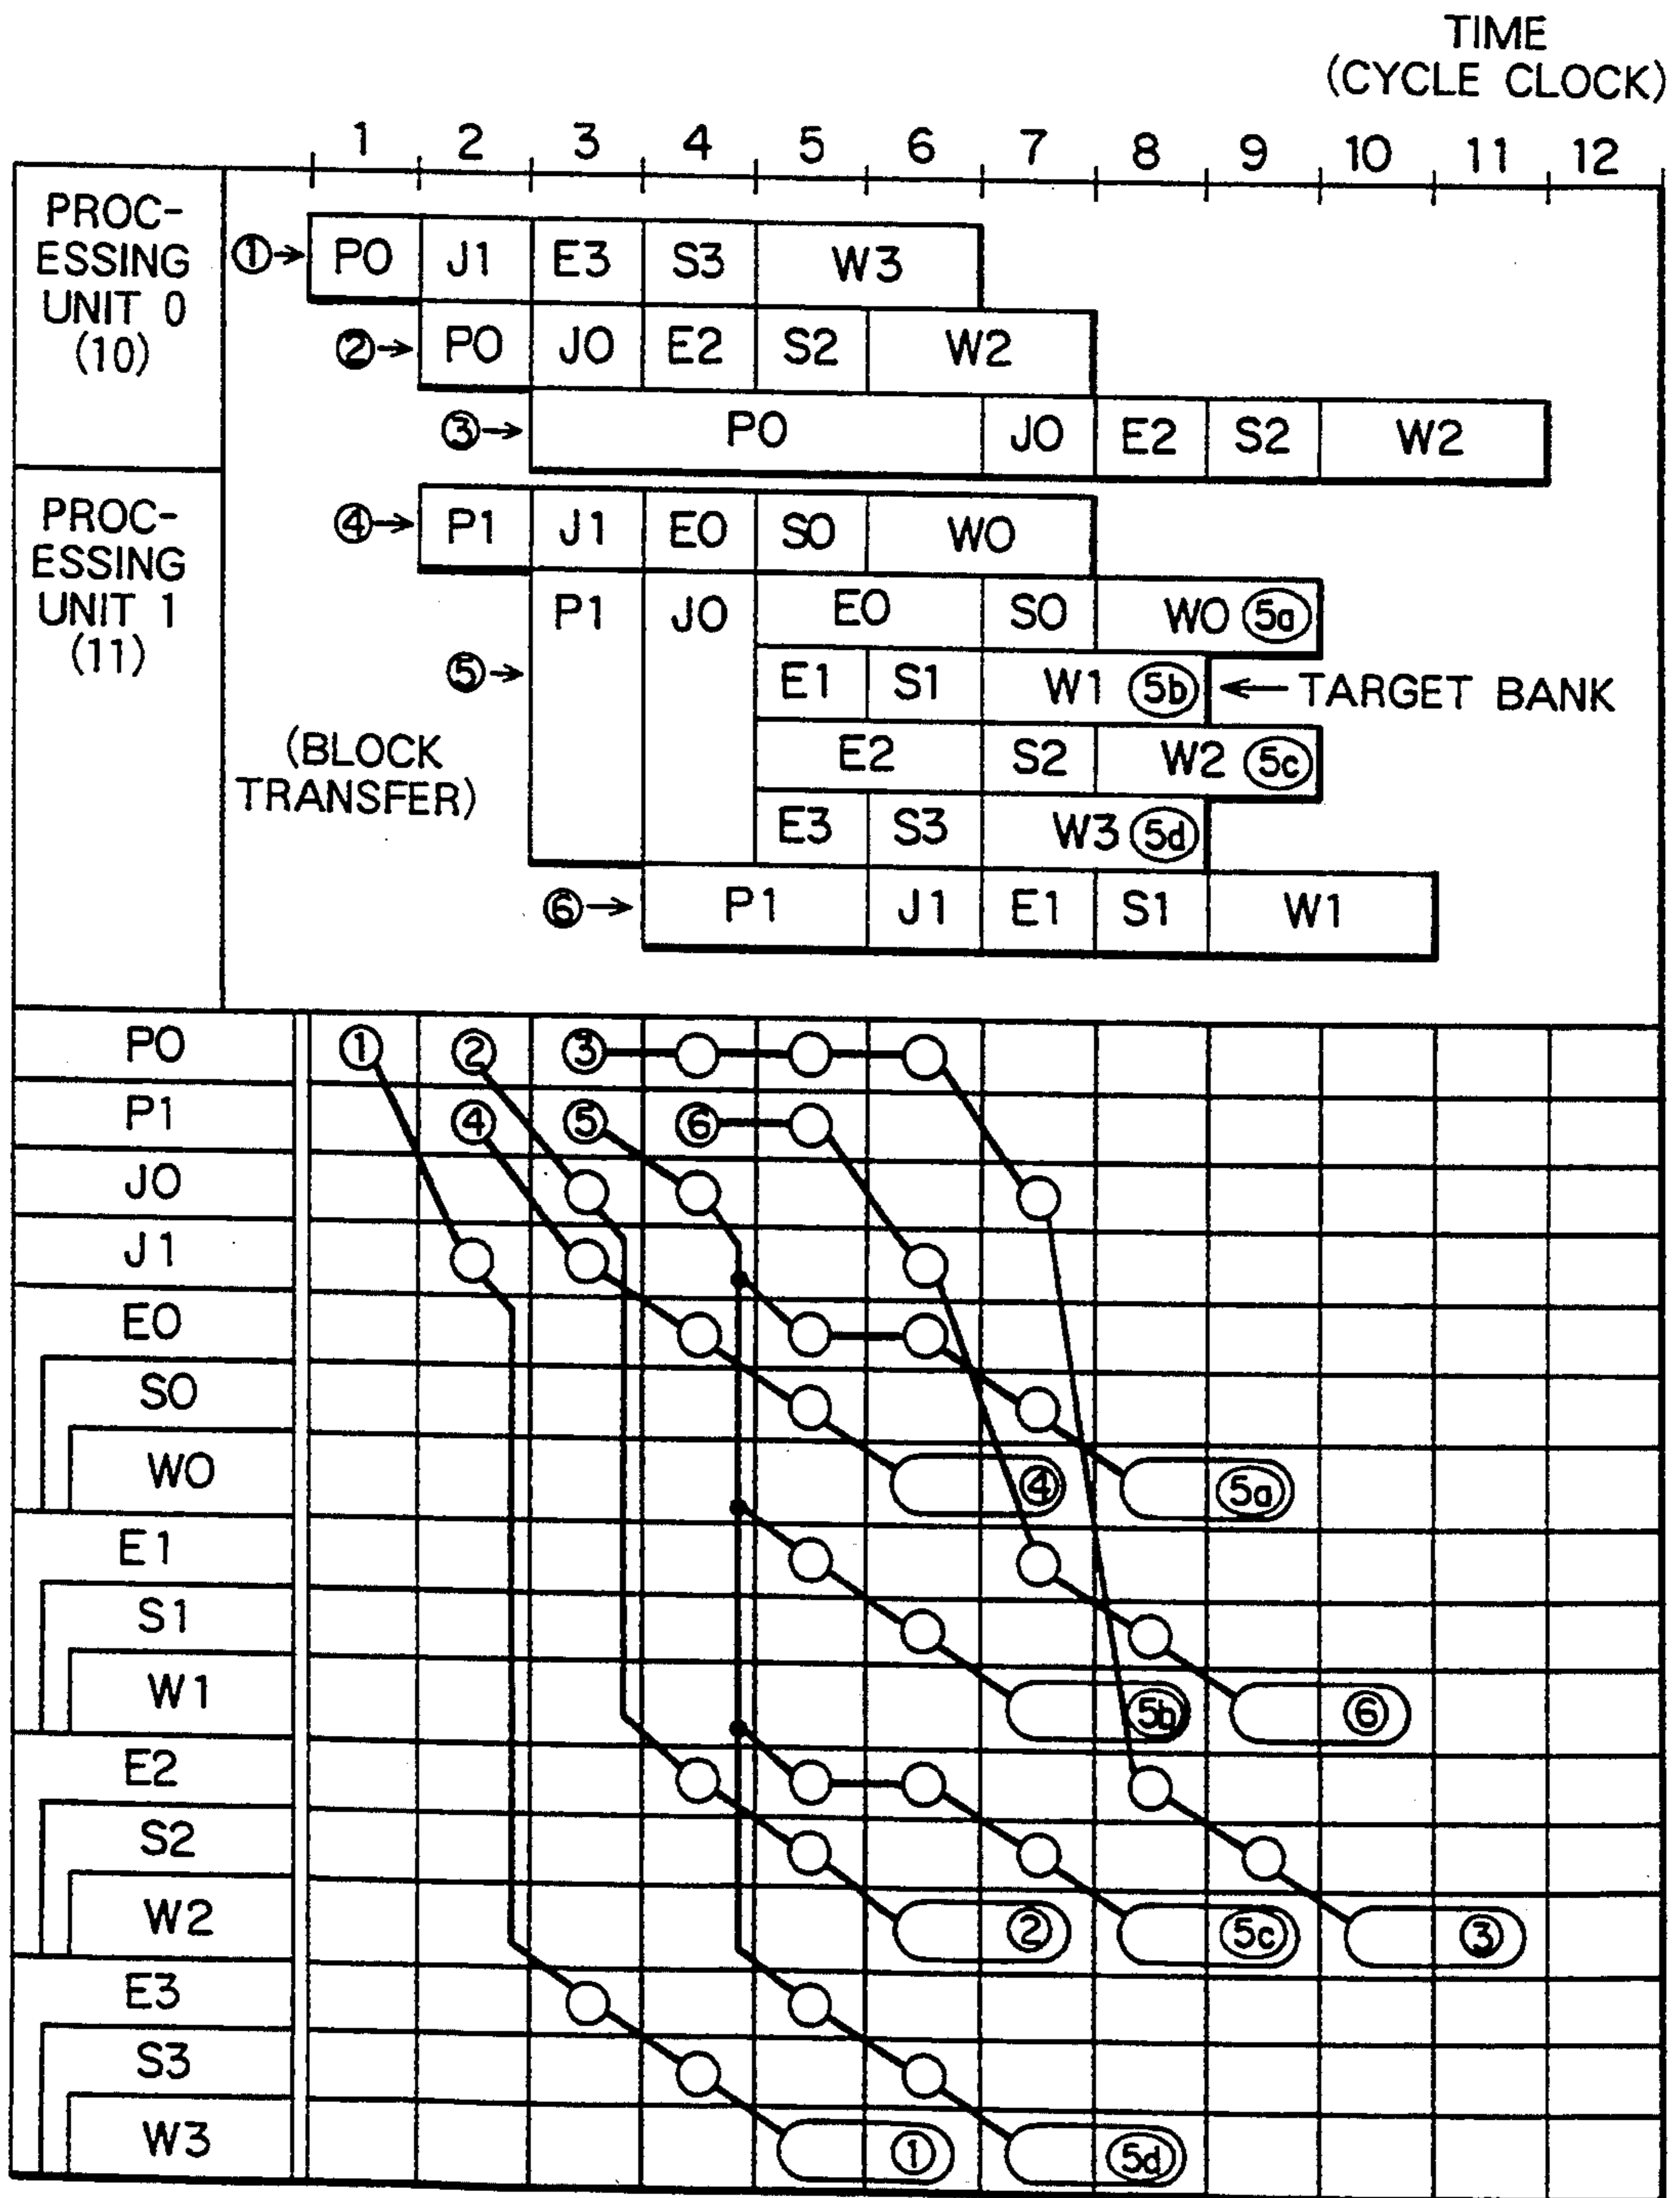 TIME
(CYCLE CLOCK)
1 2 3 4 5 6 7 8 9 10 11 12
PROC-
ESSING
UNIT 0
(10)
①→ P0 J1 E3 S3 W3
②→ P0 J0 E2 S2 W2
③→ P0 J0 E2 S2 W2
PROC-
ESSING
UNIT 1
(11)
④→ P1 J1 E0 S0 W0
⑤→ P1 J0 E0 S0 W0 5a
E1 S1 W1 5b ← TARGET BANK
(BLOCK
TRANSFER)
E2 S2 W2 5c
E3 S3 W3 5d
⑥→ P1 J1 E1 S1 W1
P0 ① ② ③
P1 ④ ⑤ ⑥
J0
J1
E0
S0
W0 ④ 5a
E1
S1
W1 5b ⑥
E2
S2
W2 ② 5c ③
E3
S3
W3 ① 5d